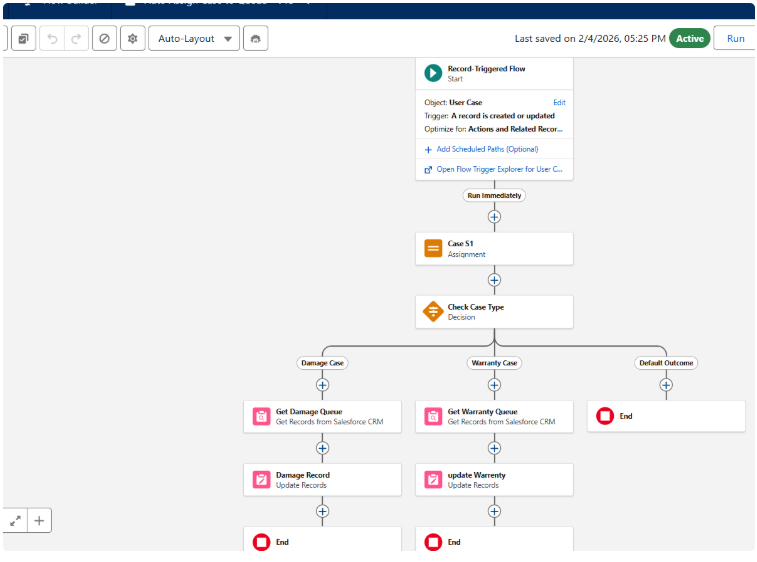 Auto-Layout
Last saved on 2/4/2026, 05:25 PM
Active
Run
Record-Triggered Flow
Start
Object: User Case
Edit
Trigger: A record is created or updated
Optimize for: Actions and Related Recor...
Add Scheduled Paths (Optional)
Open Flow Trigger Explorer for User C...
Run Immediately
Case S1
Assignment
Check Case Type
Decision
Damage Case
Warranty Case
Default Outcome
Get Damage Queue
Get Records from Salesforce CRM
Get Warranty Queue
Get Records from Salesforce CRM
End
Damage Record
Update Records
update Warrenty
Update Records
End
End